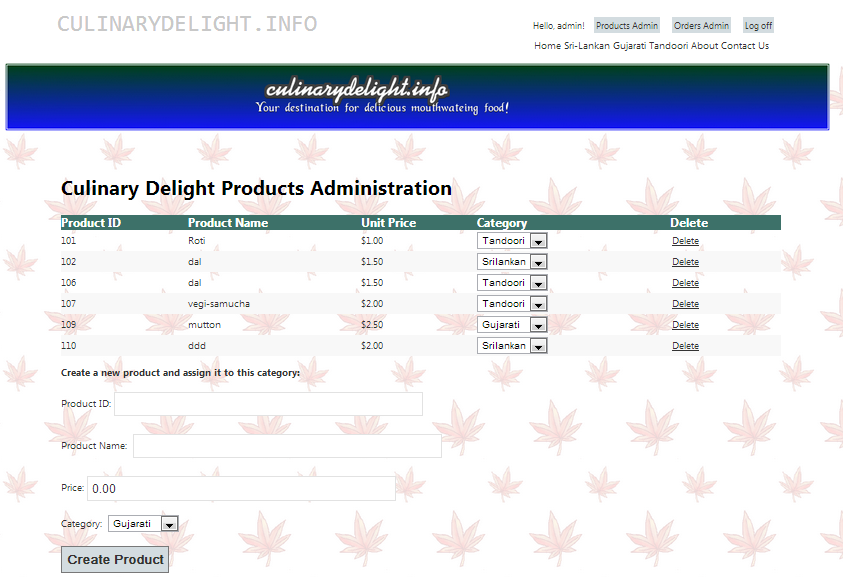 CULINARYDELIGHT.INFO
Hello, admin! Products Admin Orders Admin Log off
Home Sri-Lankan Gujarati Tandoori About Contact Us
culinarydelight.info
Your destination for delicious mouthwateing food!
Culinary Delight Products Administration
Product ID Product Name Unit Price Category Delete
101 Roti $1.00 Tandoori Delete
102 dal $1.50 Srilankan Delete
106 dal $1.50 Tandoori Delete
107 vegi-samucha $2.00 Tandoori Delete
109 mutton $2.50 Gujarati Delete
110 ddd $2.00 Srilankan Delete
Create a new product and assign it to this category:
Product ID:
Product Name:
Price: 0.00
Category: Gujarati
Create Product